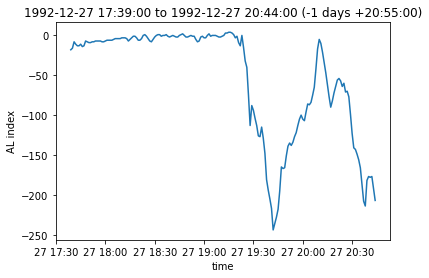 1992-12-27 17:39:00 to 1992-12-27 20:44:00 (-1 days +20:55:00)
0
−50
−100
−150
−200
−250
AL index
27 17:30 27 18:00 27 18:30 27 19:00 27 19:30 27 20:00 27 20:30
time